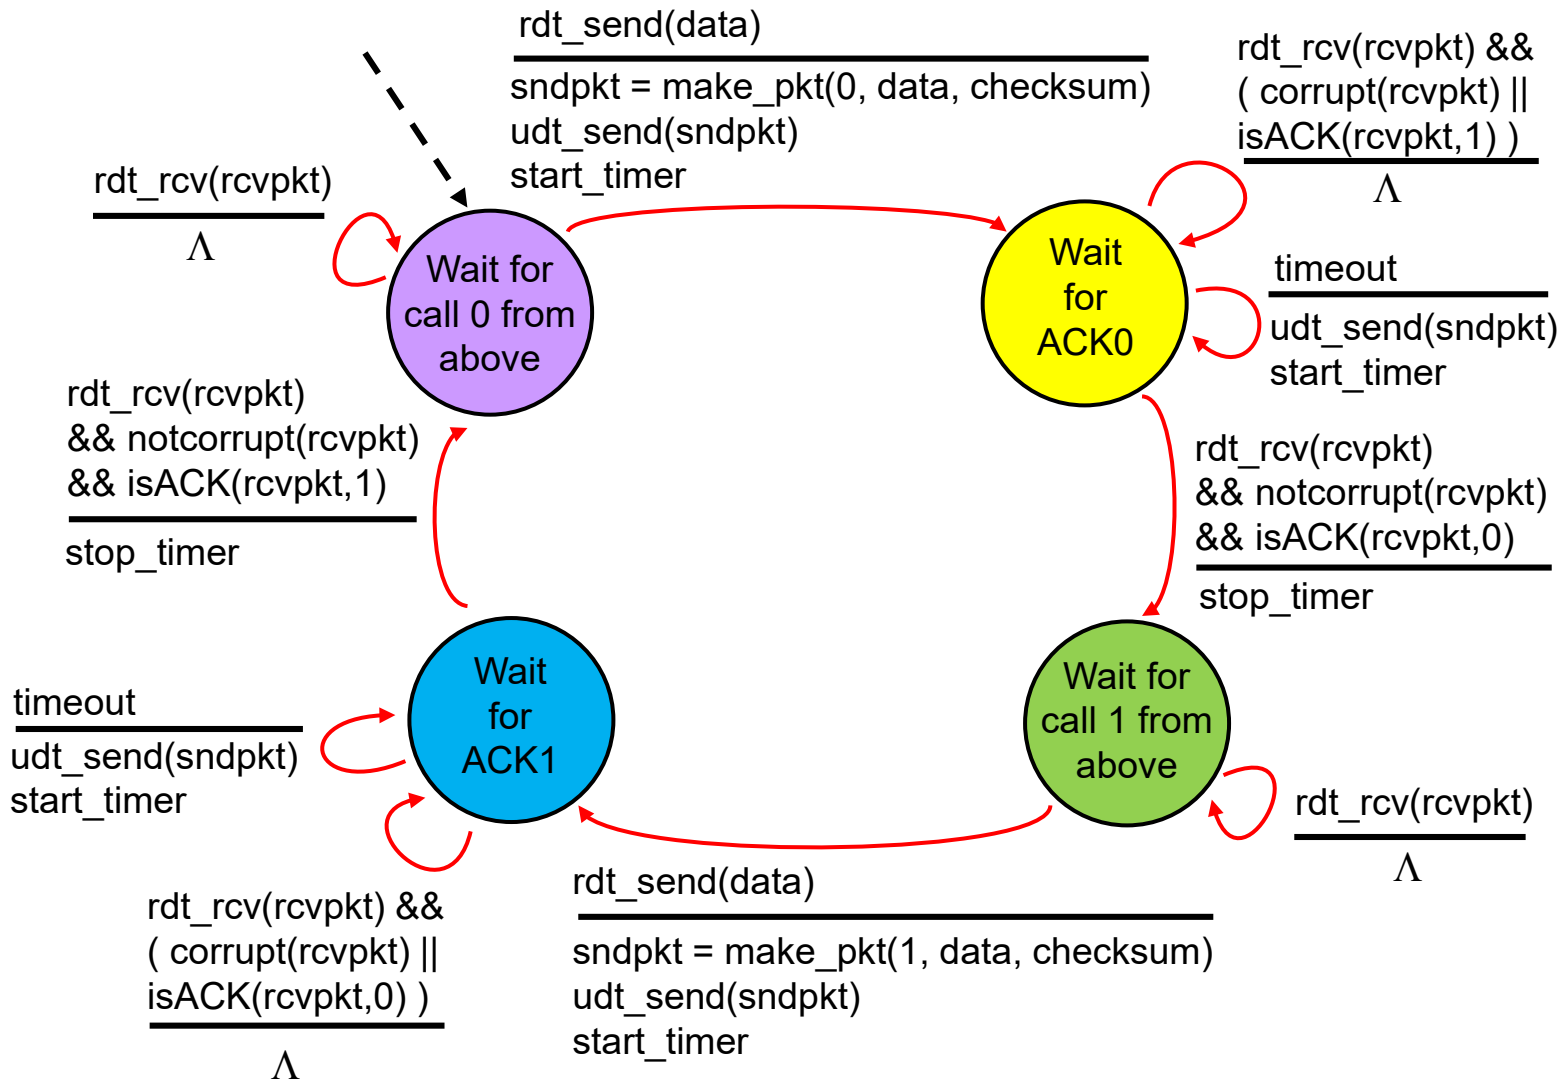 rdt_send(data)
sndpkt = make_pkt(0, data, checksum)
udt_send(sndpkt)
start_timer
rdt_rcv(rcvpkt) &&
( corrupt(rcvpkt) ||
isACK(rcvpkt,1) )
Λ
rdt_rcv(rcvpkt)
Λ
Wait for
call 0 from
above
Wait
for
ACK0
timeout
udt_send(sndpkt)
start_timer
rdt_rcv(rcvpkt)
&& notcorrupt(rcvpkt)
&& isACK(rcvpkt,1)
stop_timer
rdt_rcv(rcvpkt)
&& notcorrupt(rcvpkt)
&& isACK(rcvpkt,0)
stop_timer
Wait
for
ACK1
Wait for
call 1 from
above
timeout
udt_send(sndpkt)
start_timer
rdt_rcv(rcvpkt)
Λ
rdt_rcv(rcvpkt) &&
( corrupt(rcvpkt) ||
isACK(rcvpkt,0) )
Λ
rdt_send(data)
sndpkt = make_pkt(1, data, checksum)
udt_send(sndpkt)
start_timer